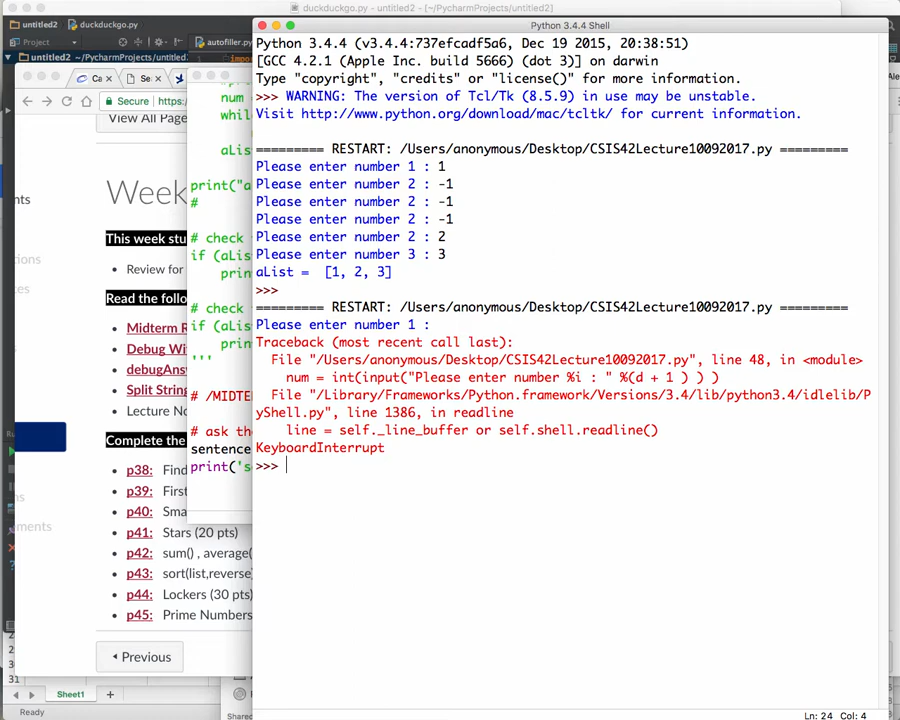 duckduckgo.py - untitled2 - [~/PycharmProjects/untitled2]
untitled2
duckduckgo.py
Project
autofiller.py
untitled2 ~/PycharmProjects/untitled2
Secure
https:
View All Page
Week
This week stu
Review for
Read the follo
Midterm R
Debug Wi
debugAns
Split String
Lecture No
Complete the
p38: Find
p39: First
p40: Sma
p41: Stars (20 pts)
p42: sum() , average(
p43: sort(list,reverse)
p44: Lockers (30 pts)
p45: Prime Numbers
Previous
Sheet1
Ready
num =
while
aLis
print("a
#
# check
if (aLis
prin
# check
if (aLis
prin
'''
# /MIDTE
# ask the
sentence
print('s
Python 3.4.4 Shell
Python 3.4.4 (v3.4.4:737efcadf5a6, Dec 19 2015, 20:38:51)
[GCC 4.2.1 (Apple Inc. build 5666) (dot 3)] on darwin
Type "copyright", "credits" or "license()" for more information.
>>> WARNING: The version of Tcl/Tk (8.5.9) in use may be unstable.
Visit http://www.python.org/download/mac/tcltk/ for current information.
========= RESTART: /Users/anonymous/Desktop/CSIS42Lecture10092017.py =========
Please enter number 1 : 1
Please enter number 2 : -1
Please enter number 2 : -1
Please enter number 2 : -1
Please enter number 2 : 2
Please enter number 3 : 3
aList =  [1, 2, 3]
>>>
========= RESTART: /Users/anonymous/Desktop/CSIS42Lecture10092017.py =========
Please enter number 1 :
Traceback (most recent call last):
File "/Users/anonymous/Desktop/CSIS42Lecture10092017.py", line 48, in <module>
num = int(input("Please enter number %i : " %(d + 1 ) ) )
File "/Library/Frameworks/Python.framework/Versions/3.4/lib/python3.4/idlelib/P
yShell.py", line 1386, in readline
line = self._line_buffer or self.shell.readline()
KeyboardInterrupt
>>>
Ln: 24 Col: 4